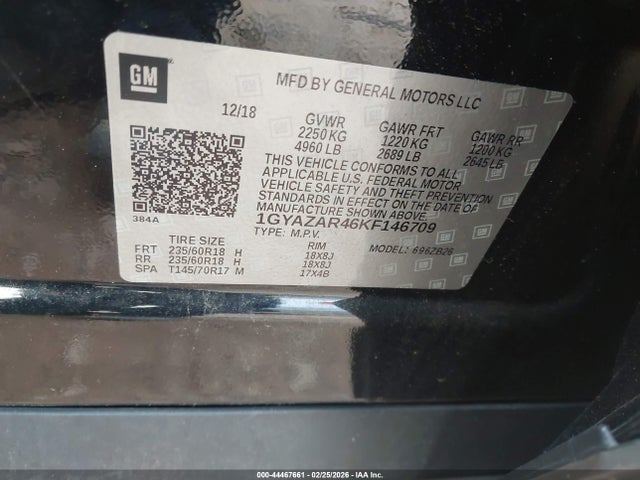 GM
MFD BY GENERAL MOTORS LLC
12/18
GVWR GAWR FRT GAWR RR
2250 KG 1220 KG 1200 KG
4960 LB 2689 LB 2645 LB
THIS VEHICLE CONFORMS TO ALL
APPLICABLE U.S. FEDERAL MOTOR
VEHICLE SAFETY AND THEFT PREVENTION
STANDARDS IN EFFECT ON THE DATE OF
MANUFACTURE SHOWN ABOVE.
384A
1GYAZAR46KF146709
TYPE: M.P.V. MODEL: 696ZB26
TIRE SIZE RIM
FRT 235/60R18 H 18X8J
RR 235/60R18 H 18X8J
SPA T145/70R17 M 17X4B
000-44467661 - 02/25/2026 - IAA Inc.